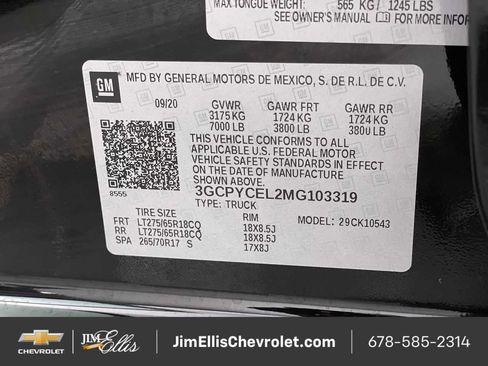 MAX TONGUE WEIGHT: 565 KG/ 1245 LBS
SEE OWNER'S MANUAL FOR MORE INFORMATION
GM
MFD BY GENERAL MOTORS DE MEXICO, S. DE R.L. DE C.V.
09/20 GVWR GAWR FRT GAWR RR
3175 KG 1724 KG 1724 KG
7000 LB 3800 LB 3800 LB
THIS VEHICLE CONFORMS TO ALL
APPLICABLE U.S. FEDERAL MOTOR
VEHICLE SAFETY STANDARDS IN EFFECT
ON THE DATE OF MANUFACTURE
SHOWN ABOVE.
3GCPYCEL2MG103319
8555
TYPE: TRUCK
TIRE SIZE RIM MODEL: 29CK10543
FRT LT275/65R18CQ 18X8.5J
RR LT275/65R18CQ 18X8.5J
SPA 265/70R17 S 17X8J
CHEVROLET
JIM Ellis
CHEVROLET
JimEllisChevrolet.com
678-585-2314